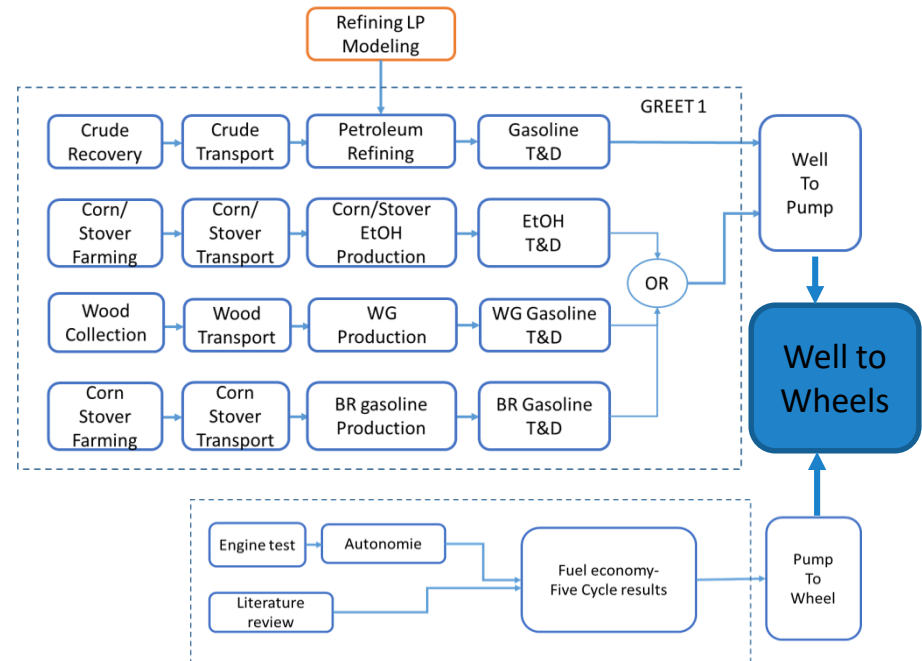 Refining LP
Modeling
GREET 1
Crude
Recovery
Crude
Transport
Petroleum
Refining
Gasoline
T&D
Well
To
Pump
Corn/
Stover
Farming
Corn/
Stover
Transport
Corn/Stover
EtOH
Production
EtOH
T&D
OR
Wood
Collection
Wood
Transport
WG
Production
WG Gasoline
T&D
Well to
Wheels
Corn
Stover
Farming
Corn
Stover
Transport
BR gasoline
Production
BR Gasoline
T&D
Engine test
Autonomie
Literature
review
Fuel economy-
Five Cycle results
Pump
To
Wheel